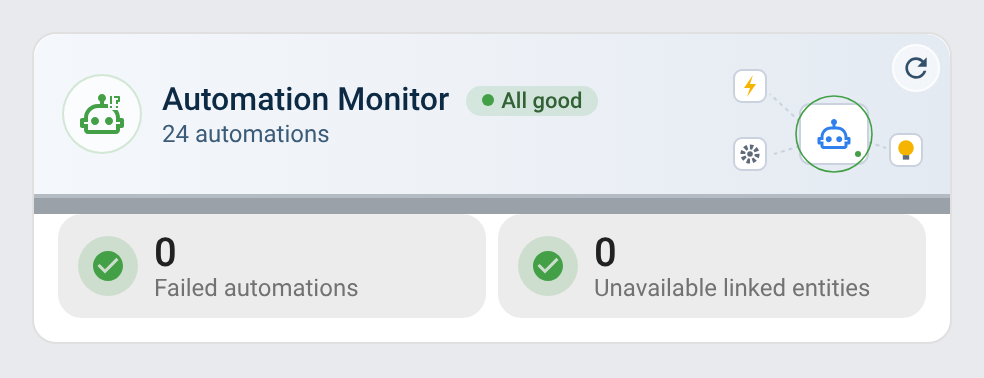 Automation Monitor
All good
24 automations
0
Failed automations
0
Unavailable linked entities